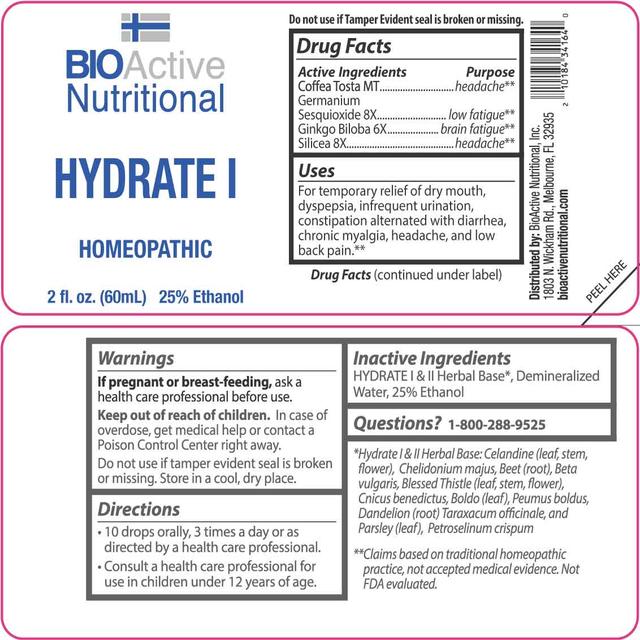 BIOActive
Nutritional
HYDRATE I
HOMEOPATHIC
2 fl. oz. (60mL) 25% Ethanol
Do not use if Tamper Evident seal is broken or missing.
Drug Facts
Active Ingredients Purpose
Coffea Tosta MT....................headache**
Germanium
Sesquioxide 8X....................low fatigue**
Ginkgo Biloba 6X...............brain fatigue**
Silicea 8X..............................headache**
Uses
For temporary relief of dry mouth,
dyspepsia, infrequent urination,
constipation alternated with diarrhea,
chronic myalgia, headache, and low
back pain.**
Drug Facts (continued under label)
2 10184 34164 0
Distributed by: BioActive Nutritional, Inc.
1803 N. Wickham Rd., Melbourne, FL 32935
bioactivenutritional.com
PEEL HERE
Warnings
If pregnant or breast-feeding, ask a
health care professional before use.
Keep out of reach of children. In case of
overdose, get medical help or contact a
Poison Control Center right away.
Do not use if tamper evident seal is broken
or missing. Store in a cool, dry place.
Directions
• 10 drops orally, 3 times a day or as
directed by a health care professional.
• Consult a health care professional for
use in children under 12 years of age.
Inactive Ingredients
HYDRATE I & II Herbal Base*, Demineralized
Water, 25% Ethanol
Questions? 1-800-288-9525
*Hydrate I & II Herbal Base: Celandine (leaf, stem,
flower), Chelidonium majus, Beet (root), Beta
vulgaris, Blessed Thistle (leaf, stem, flower),
Cnicus benedictus, Boldo (leaf), Peumus boldus,
Dandelion (root) Taraxacum officinale, and
Parsley (leaf), Petroselinum crispum
**Claims based on traditional homeopathic
practice, not accepted medical evidence. Not
FDA evaluated.